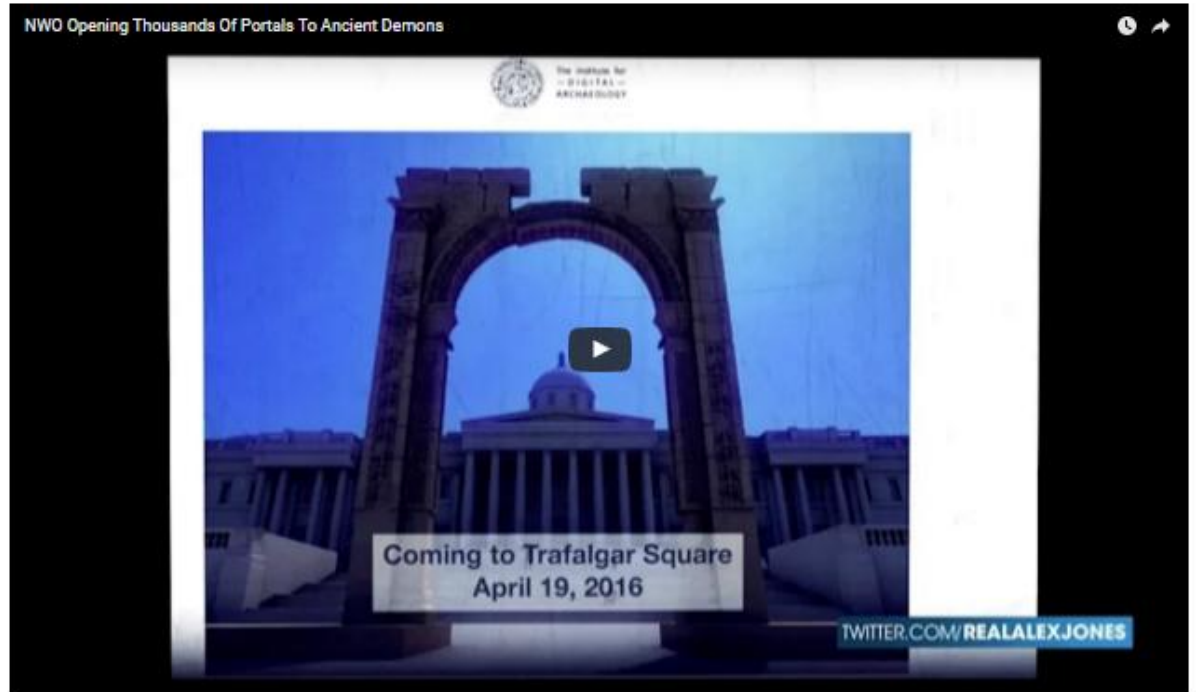 NWO Opening Thousands Of Portals To Ancient Demons
The Institute for
– DIGITAL –
ARCHAEOLOGY
Coming to Trafalgar Square
April 19, 2016
TWITTER.COM/REALALEXJONES